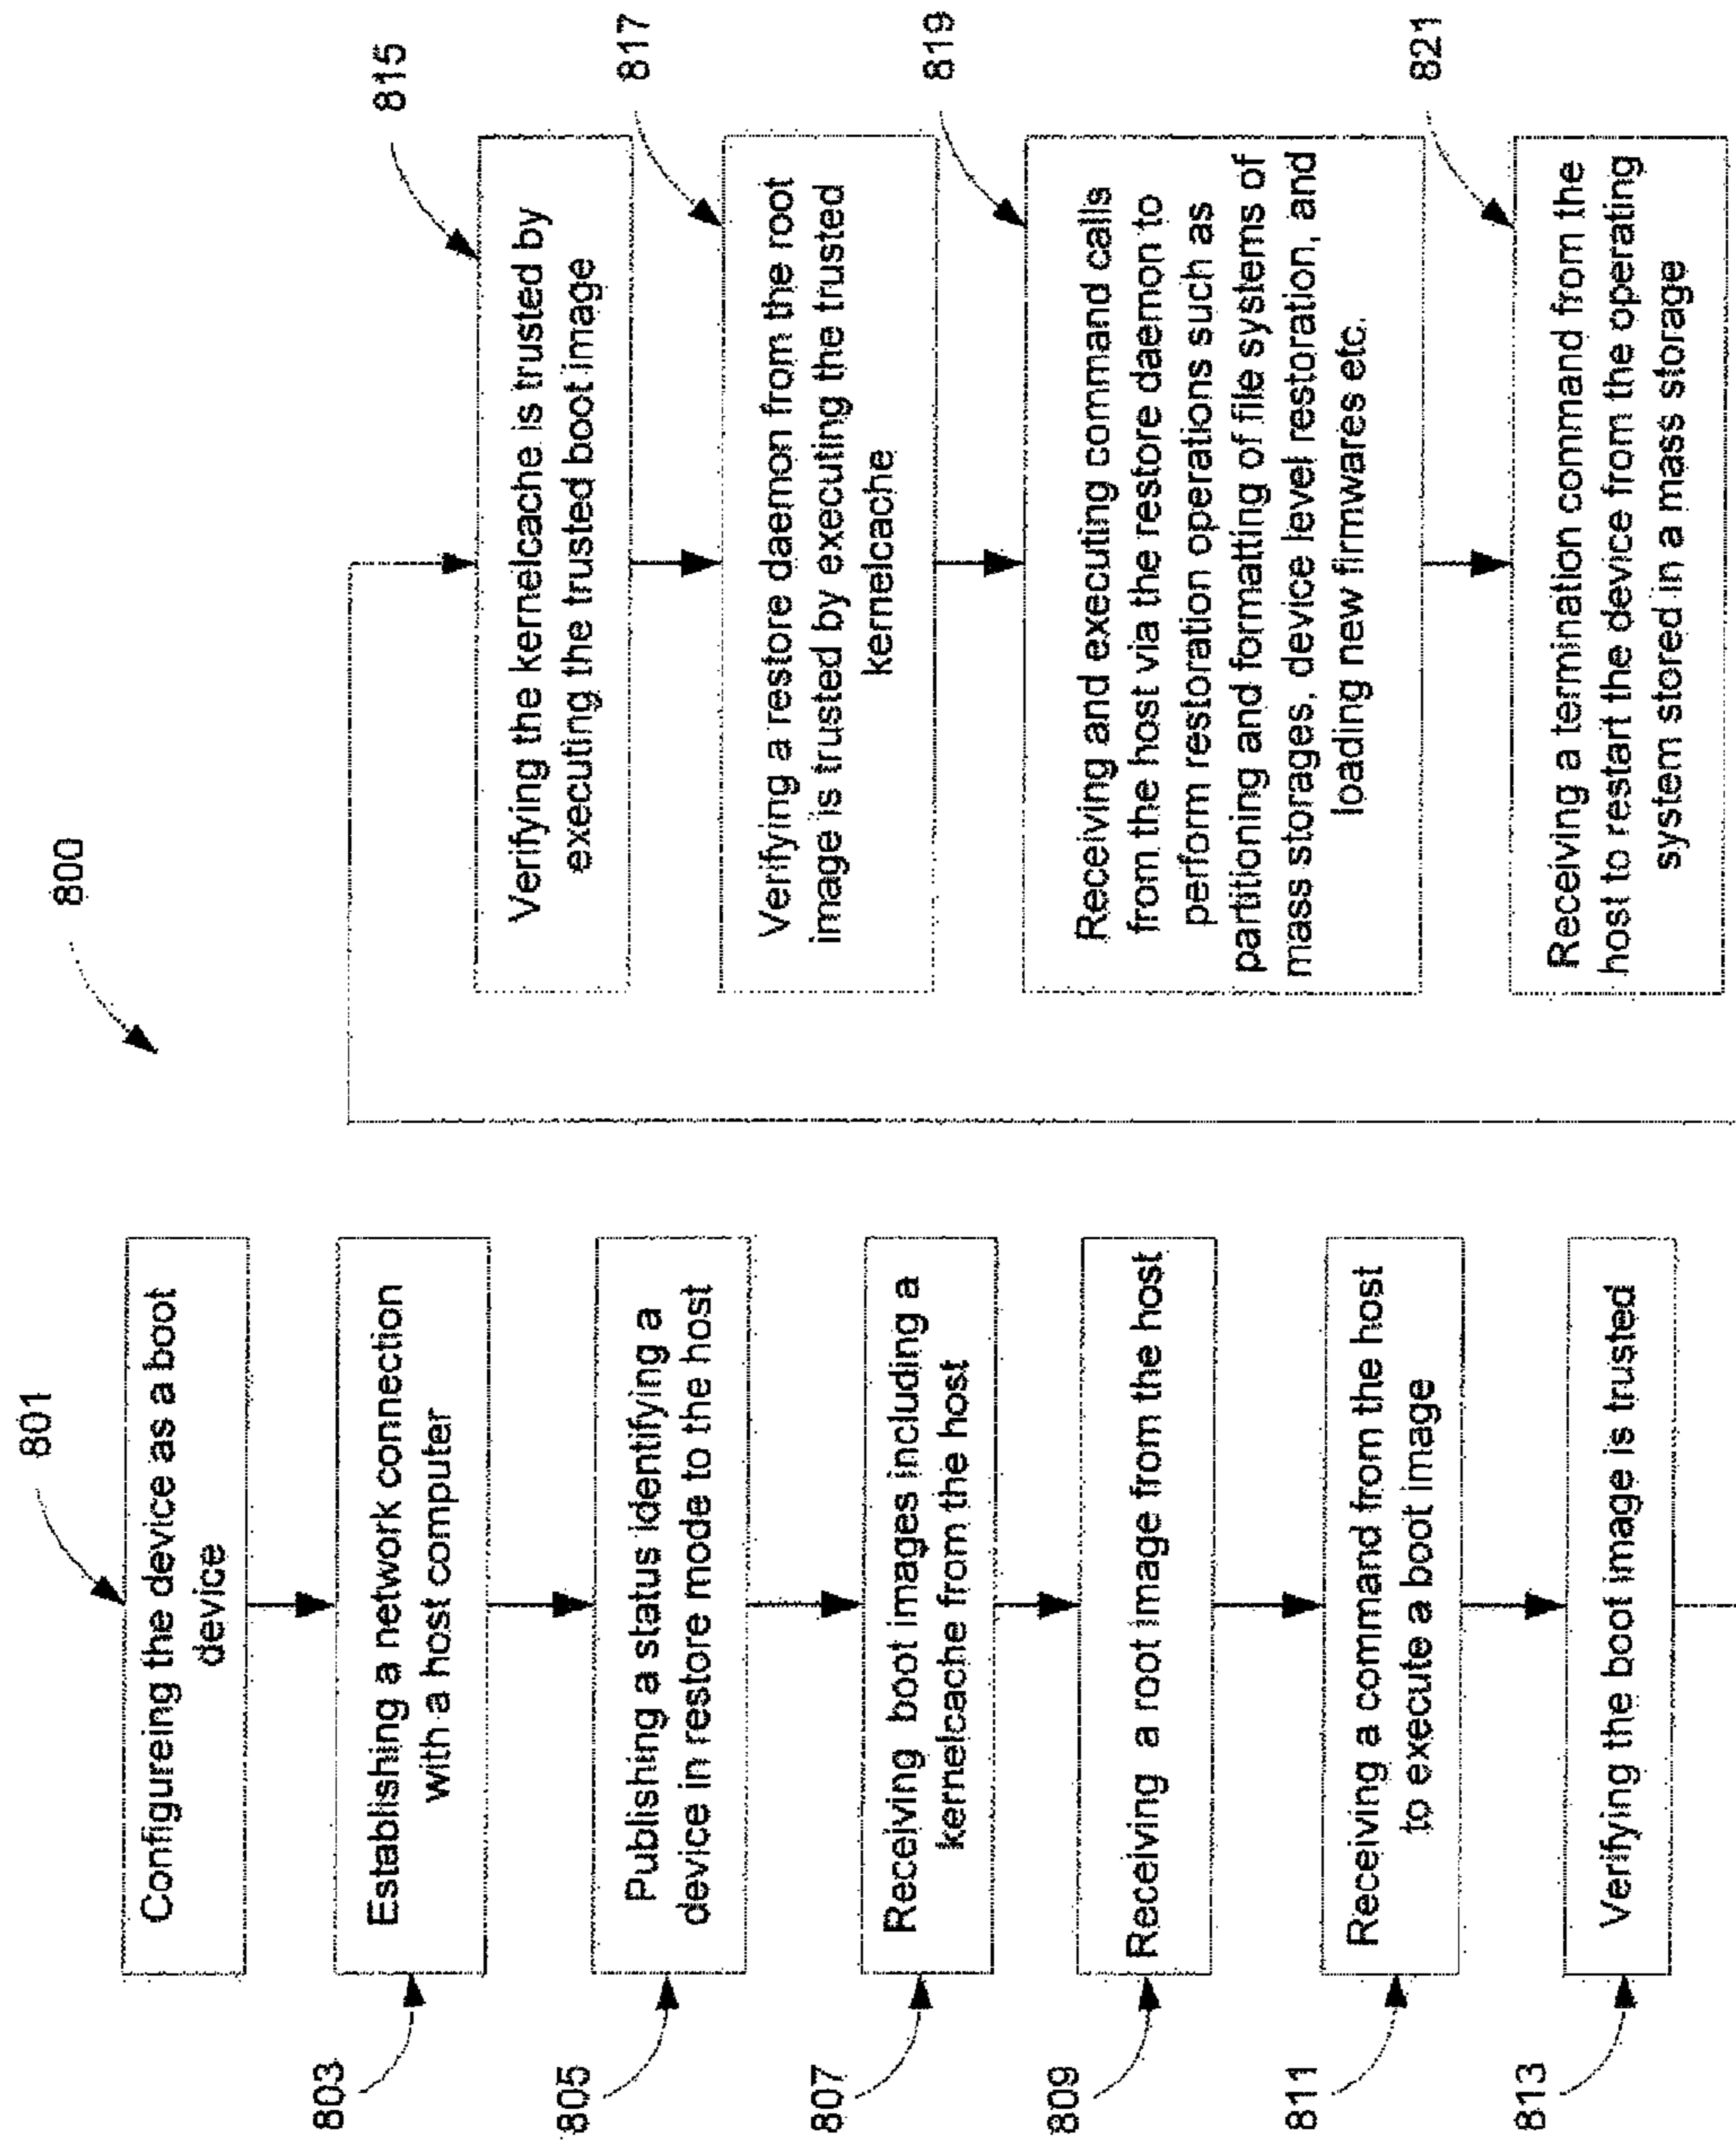 800
801
Configureing the device as a boot
device
803
Establishing a network connection
with a host computer
805
Publishing a status identifying a
device in restore mode to the host
807
Receiving boot images including a
kernelcache from the host
809
Receiving a root image from the host
811
Receiving a command from the host
to execute a boot image
813
Verifying the boot image is trusted
815
Verifying the kernelcache is trusted by
executing the trusted boot image
817
Verifying a restore daemon from the root
image is trusted by executing the trusted
kernelcache
819
Receiving and executing command calls
from the host via the restore daemon to
perform restoration operations such as
partitioning and formatting of file systems of
mass storages, device level restoration, and
loading new firmwares etc.
821
Receiving a termination command from the
host to restart the device from the operating
system stored in a mass storage